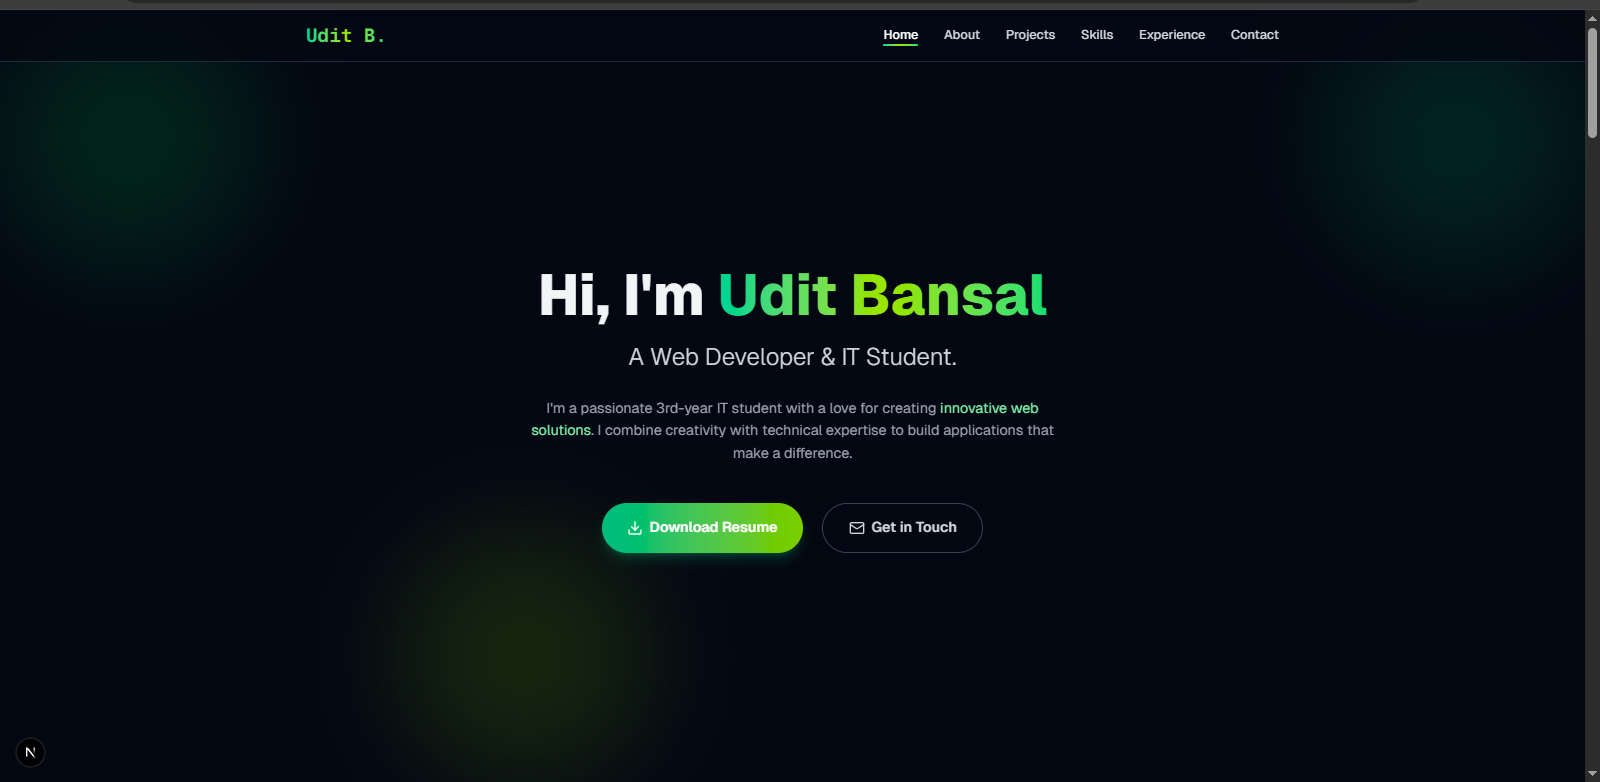 Udit B.
Home About Projects Skills Experience Contact
Hi, I'm Udit Bansal
A Web Developer & IT Student.
I'm a passionate 3rd-year IT student with a love for creating innovative web
solutions. I combine creativity with technical expertise to build applications that
make a difference.
Download Resume Get in Touch
N